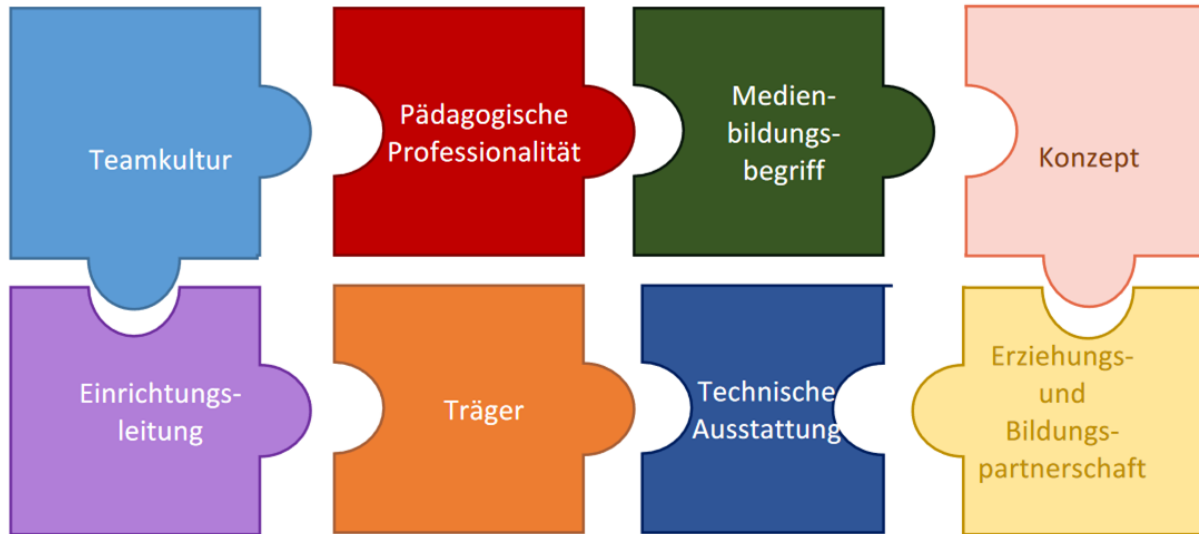 Teamkultur
Pädagogische
Professionalität
Medien-
bildungs-
begriff
Konzept
Einrichtungs-
leitung
Träger
Technische
Ausstattung
Erziehungs-
und
Bildungs-
partnerschaft